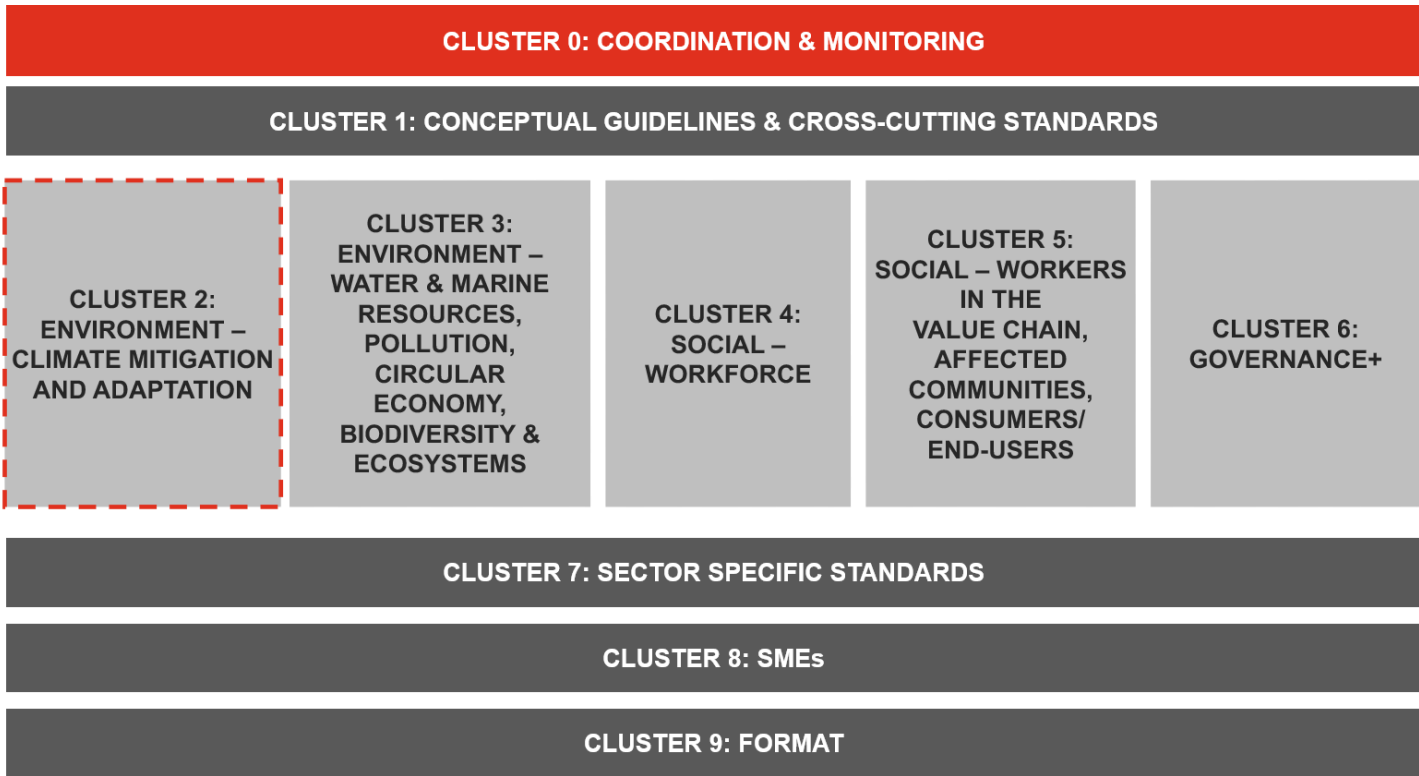 CLUSTER 0: COORDINATION & MONITORING
CLUSTER 1: CONCEPTUAL GUIDELINES & CROSS-CUTTING STANDARDS
CLUSTER 2:
ENVIRONMENT –
CLIMATE MITIGATION
AND ADAPTATION
CLUSTER 3:
ENVIRONMENT –
WATER & MARINE
RESOURCES,
POLLUTION,
CIRCULAR
ECONOMY,
BIODIVERSITY &
ECOSYSTEMS
CLUSTER 4:
SOCIAL –
WORKFORCE
CLUSTER 5:
SOCIAL – WORKERS
IN THE
VALUE CHAIN,
AFFECTED
COMMUNITIES,
CONSUMERS/
END-USERS
CLUSTER 6:
GOVERNANCE+
CLUSTER 7: SECTOR SPECIFIC STANDARDS
CLUSTER 8: SMEs
CLUSTER 9: FORMAT